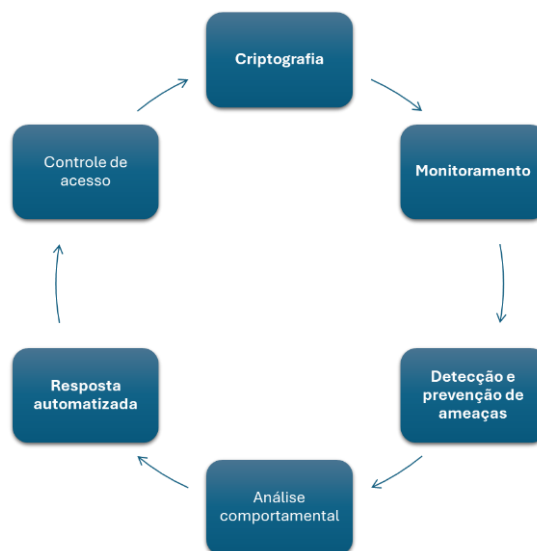 Criptografia
Monitoramento
Detecção e
prevenção de
ameaças
Análise
comportamental
Resposta
automatizada
Controle de
acesso